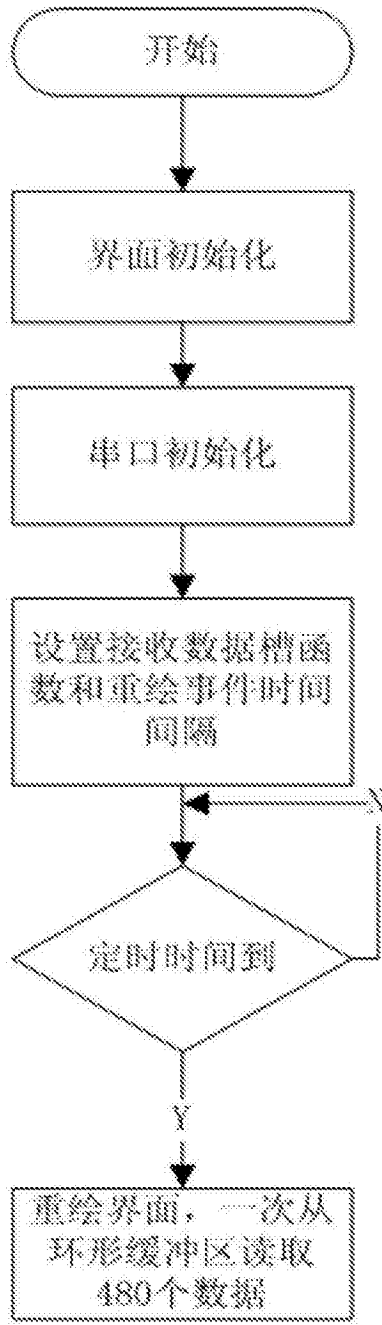 开始
界面初始化
串口初始化
设置接收数据槽函
数和重绘事件时间
间隔
N
定时时间到
Y
重绘界面，一次从
环形缓冲区读取
480个数据